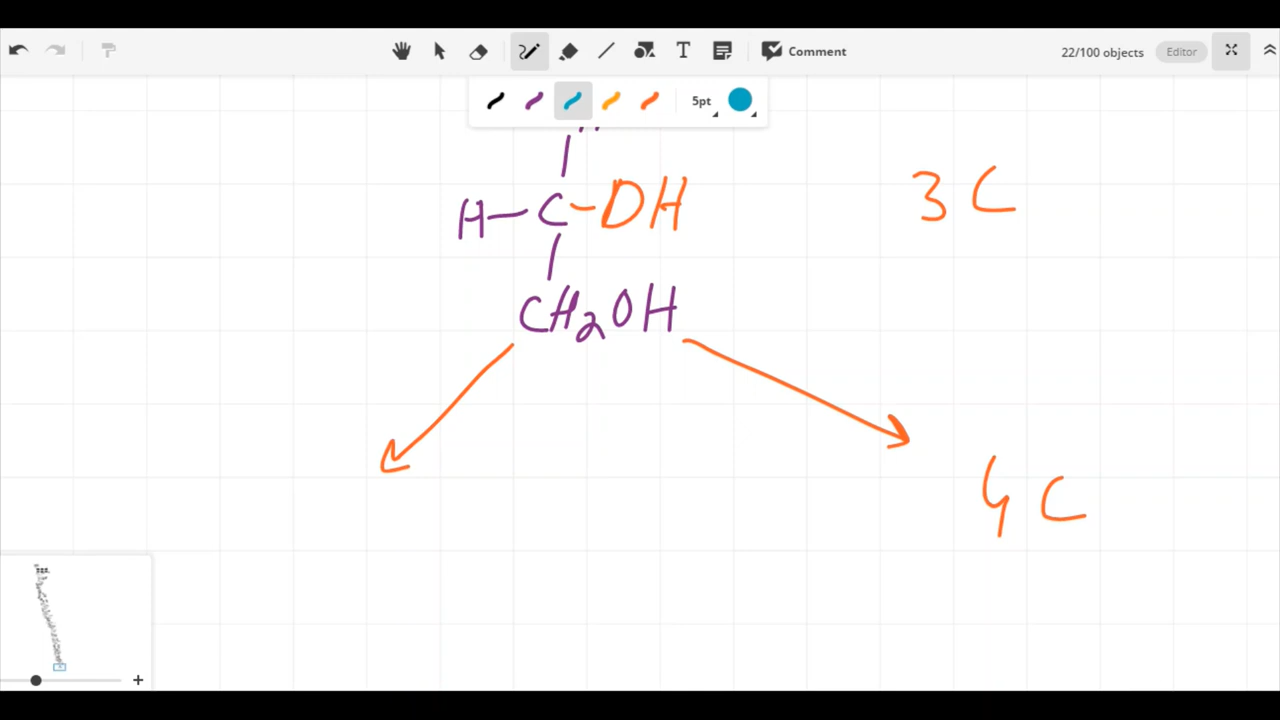 T
Comment
22/100 objects
Editor
5pt
H-C-OH
3 C
CH2OH
4 C
+